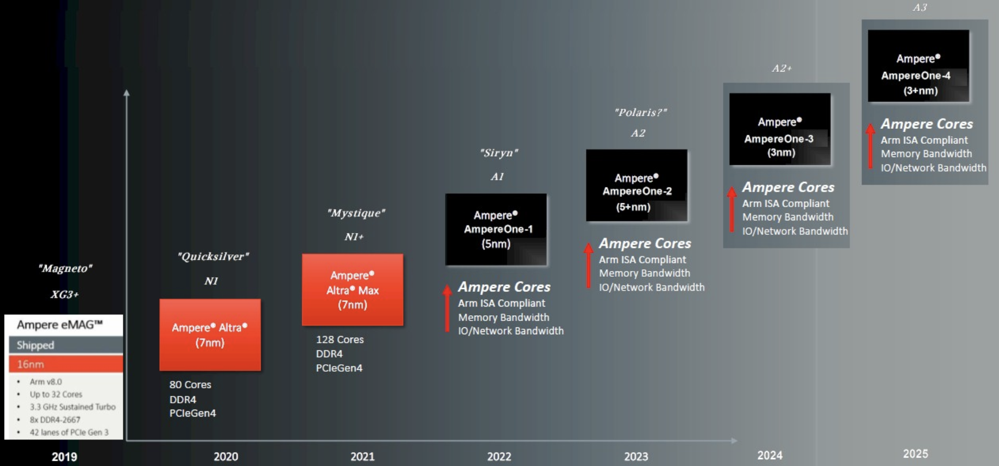 "Magneto"
XG3+
Ampere eMAG™
Shipped
16nm
• Arm v8.0
• Up to 32 Cores
• 3.3 GHz Sustained Turbo
• 8x DDR4-2667
• 42 lanes of PCIe Gen 3
2019
"Quicksilver"
N1
Ampere® Altra®
(7nm)
80 Cores
DDR4
PCIeGen4
2020
"Mystique"
N1+
Ampere®
Altra® Max
(7nm)
128 Cores
DDR4
PCIeGen4
2021
"Siryn"
A1
Ampere®
AmpereOne-1
(5nm)
Ampere Cores
Arm ISA Compliant
Memory Bandwidth
IO/Network Bandwidth
2022
"Polaris?"
A2
Ampere®
AmpereOne-2
(5+nm)
Ampere Cores
Arm ISA Compliant
Memory Bandwidth
IO/Network Bandwidth
2023
A2+
Ampere®
AmpereOne-3
(3nm)
Ampere Cores
Arm ISA Compliant
Memory Bandwidth
IO/Network Bandwidth
2024
A3
Ampere®
AmpereOne-4
(3+nm)
Ampere Cores
Arm ISA Compliant
Memory Bandwidth
IO/Network Bandwidth
2025